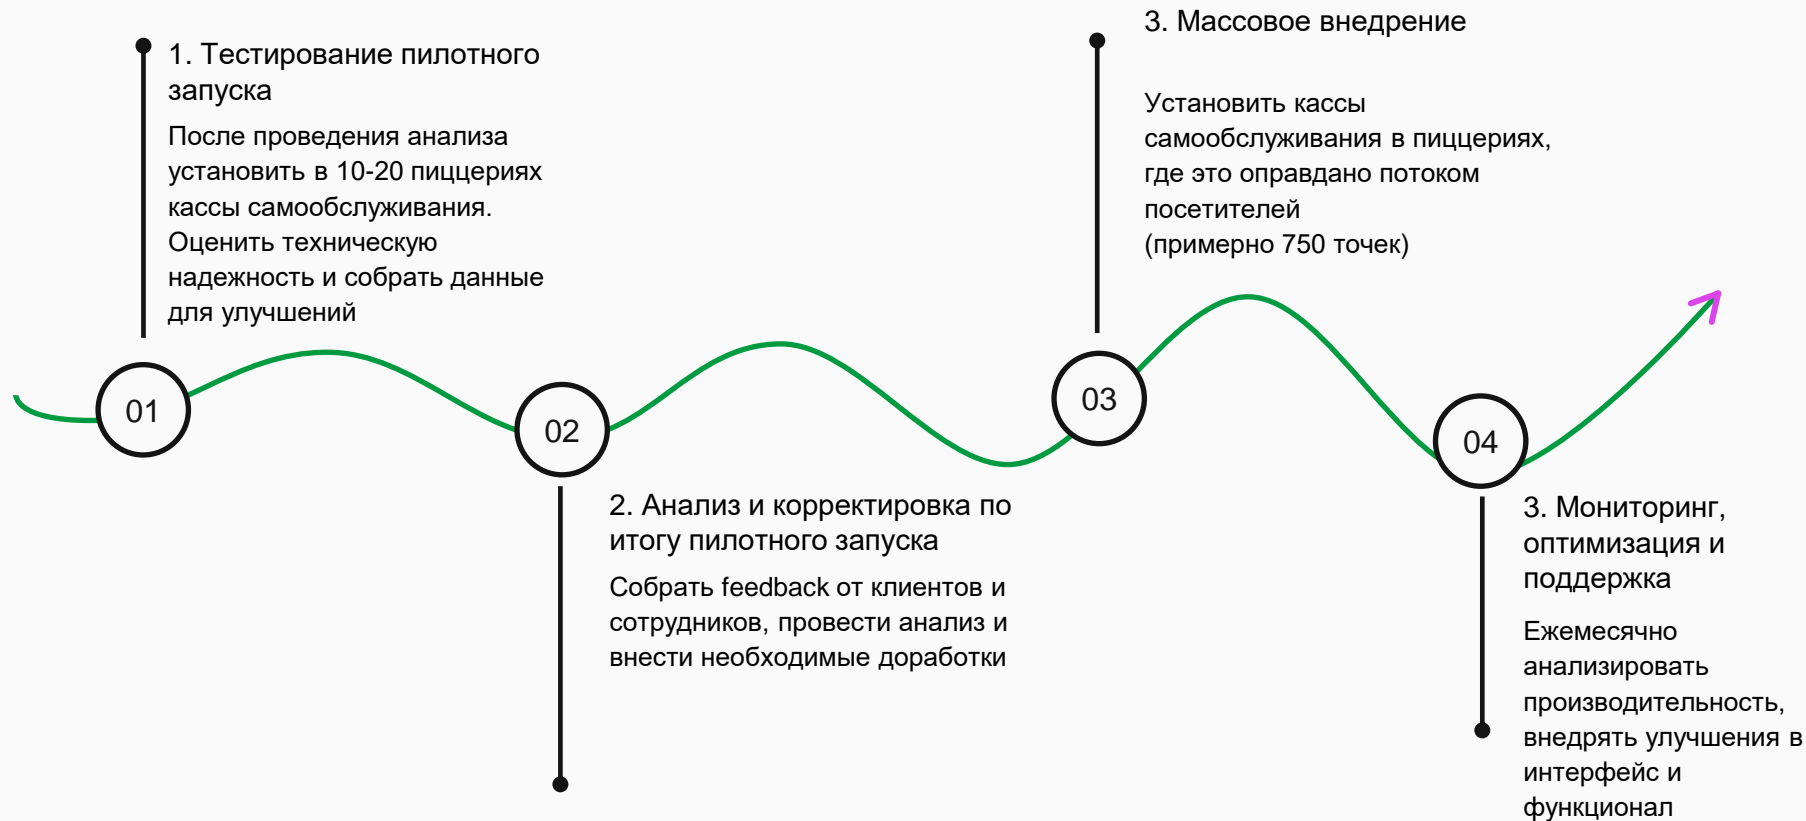 1. Тестирование пилотного
запуска
После проведения анализа
установить в 10-20 пиццериях
кассы самообслуживания.
Оценить техническую
надежность и собрать данные
для улучшений
01
02
2. Анализ и корректировка по
итогу пилотного запуска
Собрать feedback от клиентов и
сотрудников, провести анализ и
внести необходимые доработки
3. Массовое внедрение
Установить кассы
самообслуживания в пиццериях,
где это оправдано потоком
посетителей
(примерно 750 точек)
03
04
3. Мониторинг,
оптимизация и
поддержка
Ежемесячно
анализировать
производительность,
внедрять улучшения в
интерфейс и
функционал